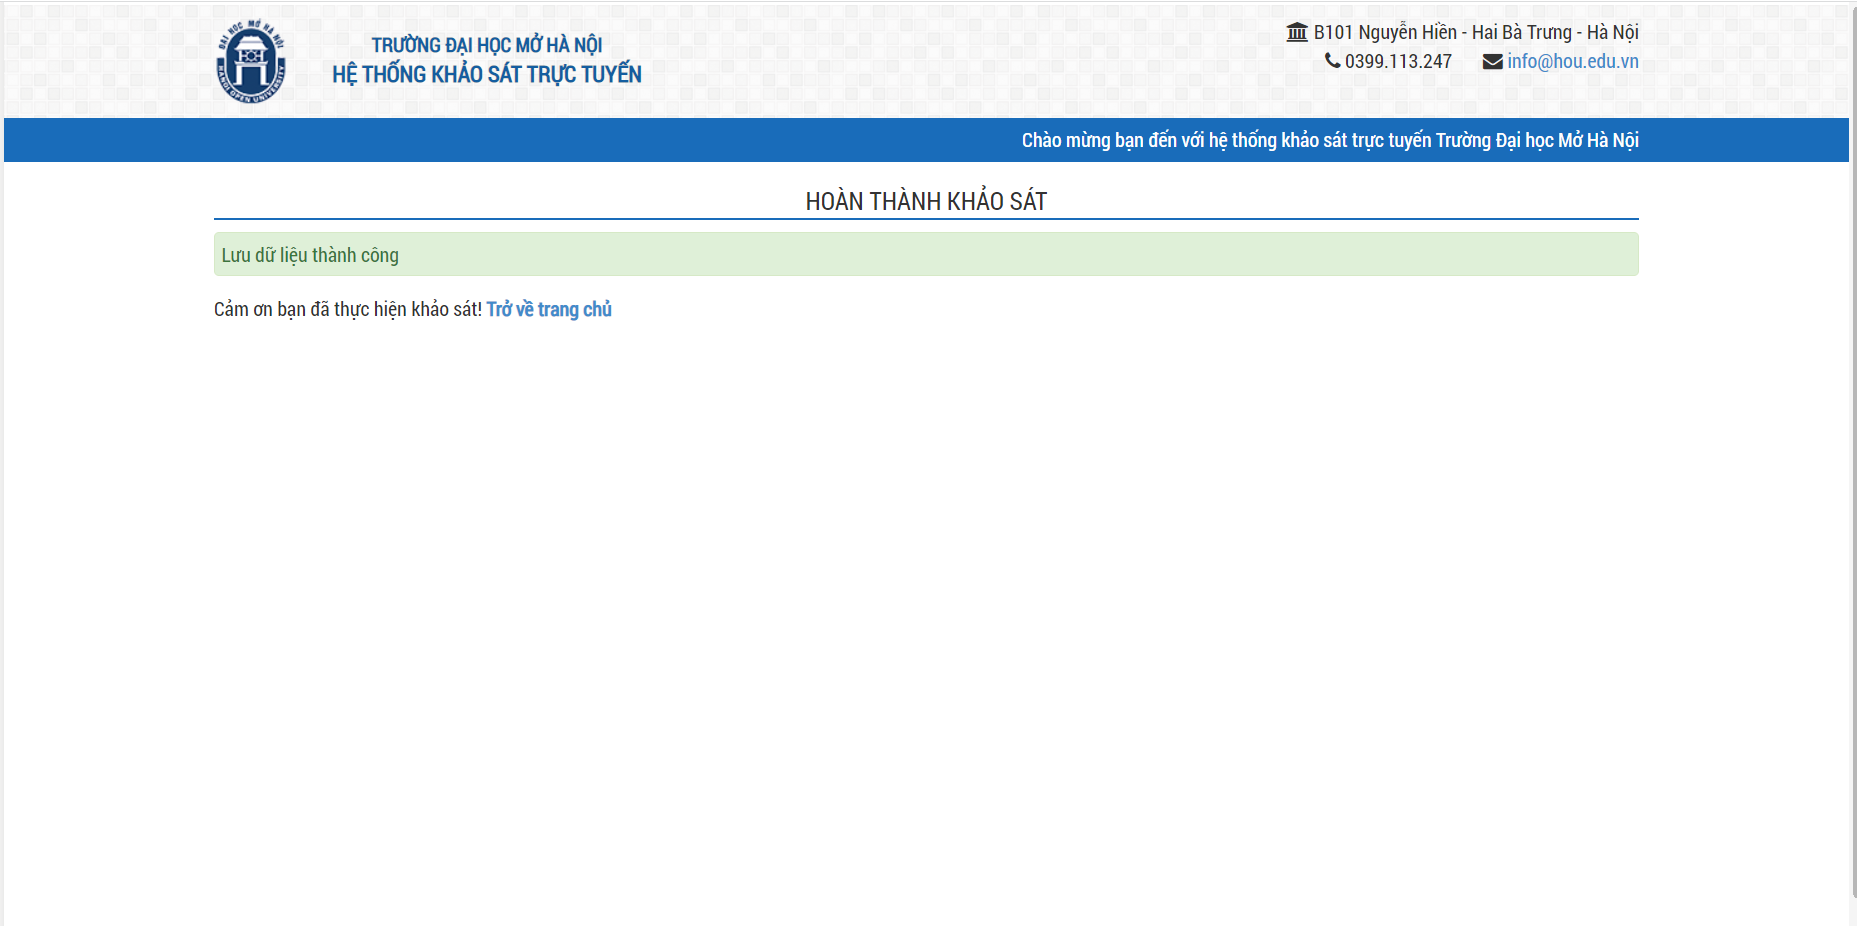 ĐẠI HỌC MỞ HÀ NỘI
HANOI OPEN UNIVERSITY
TRƯỜNG ĐẠI HỌC MỞ HÀ NỘI
HỆ THỐNG KHẢO SÁT TRỰC TUYẾN
B101 Nguyễn Hiền - Hai Bà Trưng - Hà Nội
0399.113.247 info@hou.edu.vn
Chào mừng bạn đến với hệ thống khảo sát trực tuyến Trường Đại học Mở Hà Nội
HOÀN THÀNH KHẢO SÁT
Lưu dữ liệu thành công
Cảm ơn bạn đã thực hiện khảo sát! Trở về trang chủ